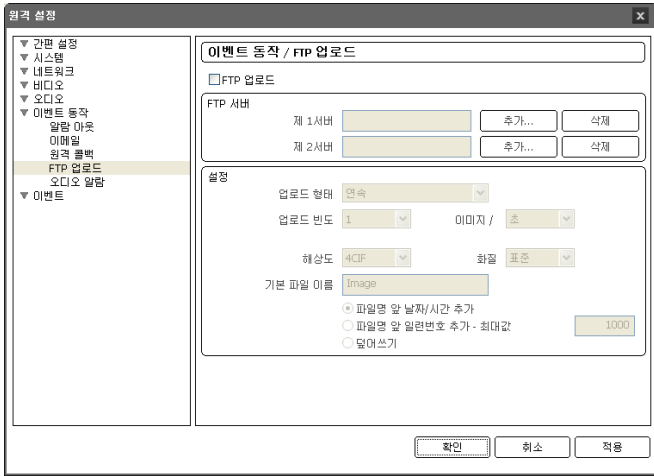 원격 설정
간편 설정
시스템
네트워크
비디오
오디오
이벤트 동작
알람 아웃
이메일
원격 콜백
FTP 업로드
오디오 알람
이벤트
이벤트 동작 / FTP 업로드
FTP 업로드
FTP 서버
제 1서버 추가... 삭제
제 2서버 추가... 삭제
설정
업로드 형태 연속
업로드 빈도 1 이미지 / 초
해상도 4CIF 화질 표준
기본 파일 이름 Image
파일명 앞 날짜/시간 추가
파일명 앞 일련번호 추가 - 최대값 1000
덮어쓰기
확인 취소 적용